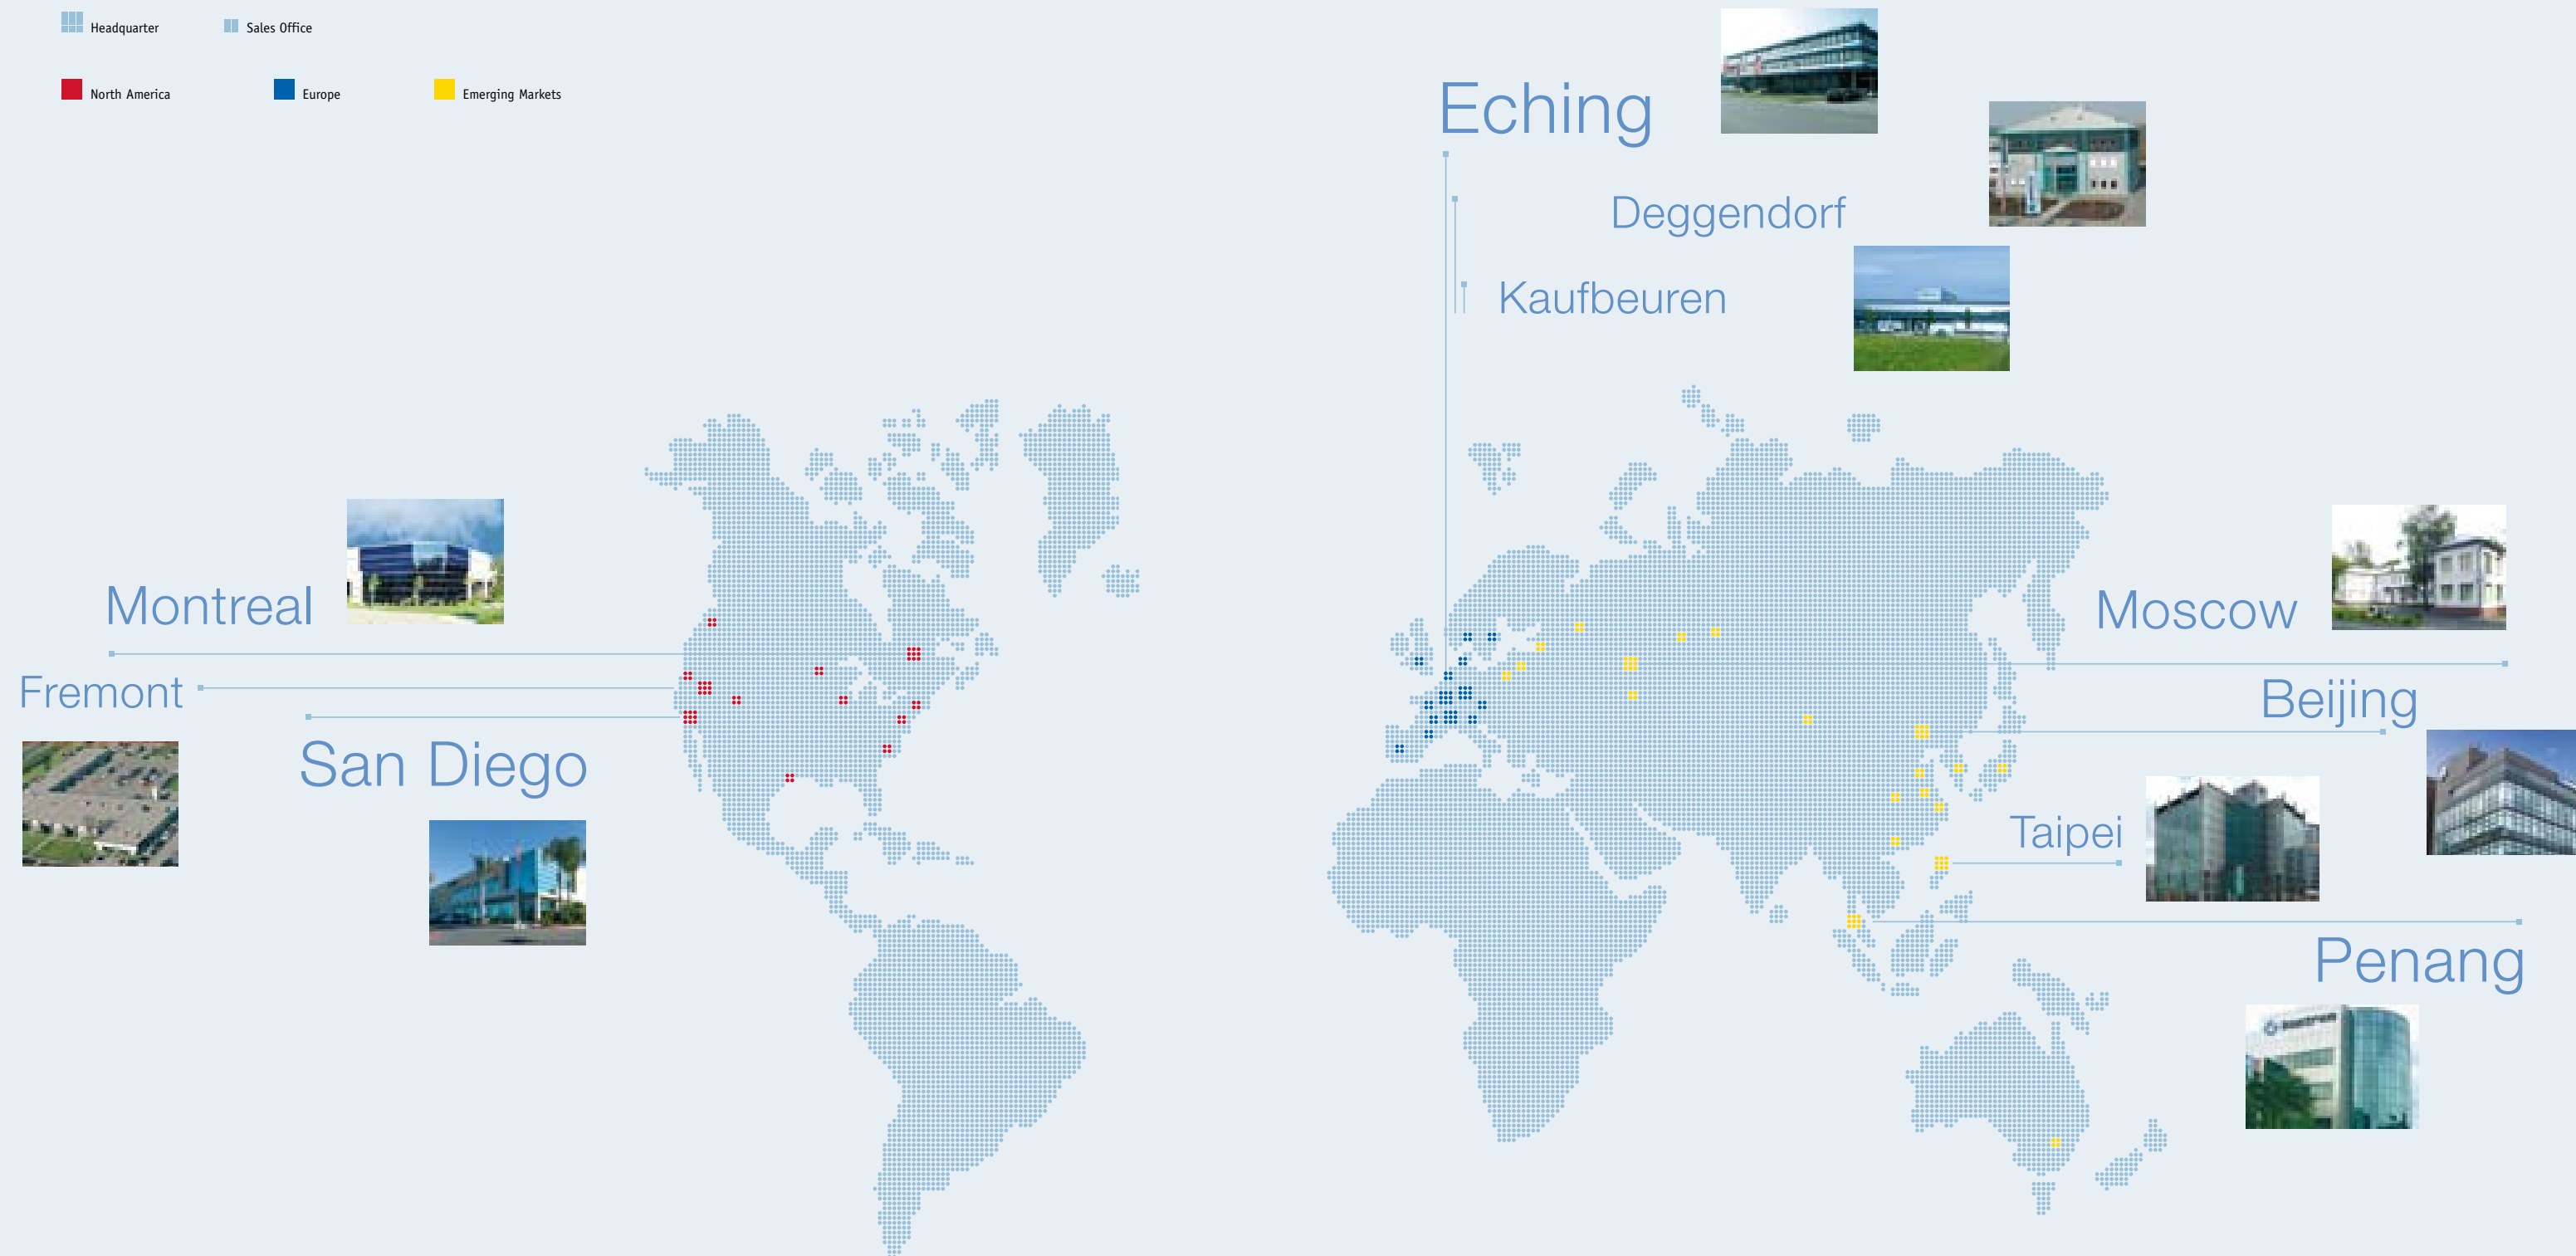 Headquarter Sales Office
North America Europe Emerging Markets
Eching
Deggendorf
Kaufbeuren
Montreal
Fremont
San Diego
Moscow
Beijing
Taipei
Penang